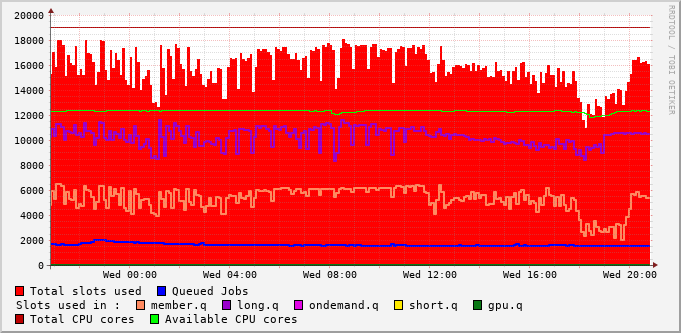 20000
18000
16000
14000
12000
10000
8000
6000
4000
2000
0
Wed 00:00 Wed 04:00 Wed 08:00 Wed 12:00 Wed 16:00 Wed 20:00
Total slots used Queued Jobs
Slots used in : member.q long.q ondemand.q short.q gpu.q
Total CPU cores Available CPU cores
RRDTOOL / TOBI OETIKER